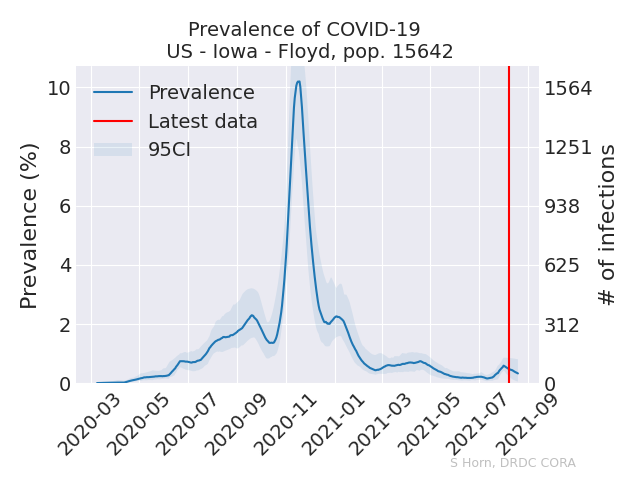 Prevalence of COVID-19
US - Iowa - Floyd, pop. 15642
Prevalence
Latest data
95CI
Prevalence (%)
10
8
6
4
2
0
1564
1251
938
625
312
0
# of infections
2020-03
2020-05
2020-07
2020-09
2020-11
2021-01
2021-03
2021-05
2021-07
2021-09
S Horn, DRDC CORA